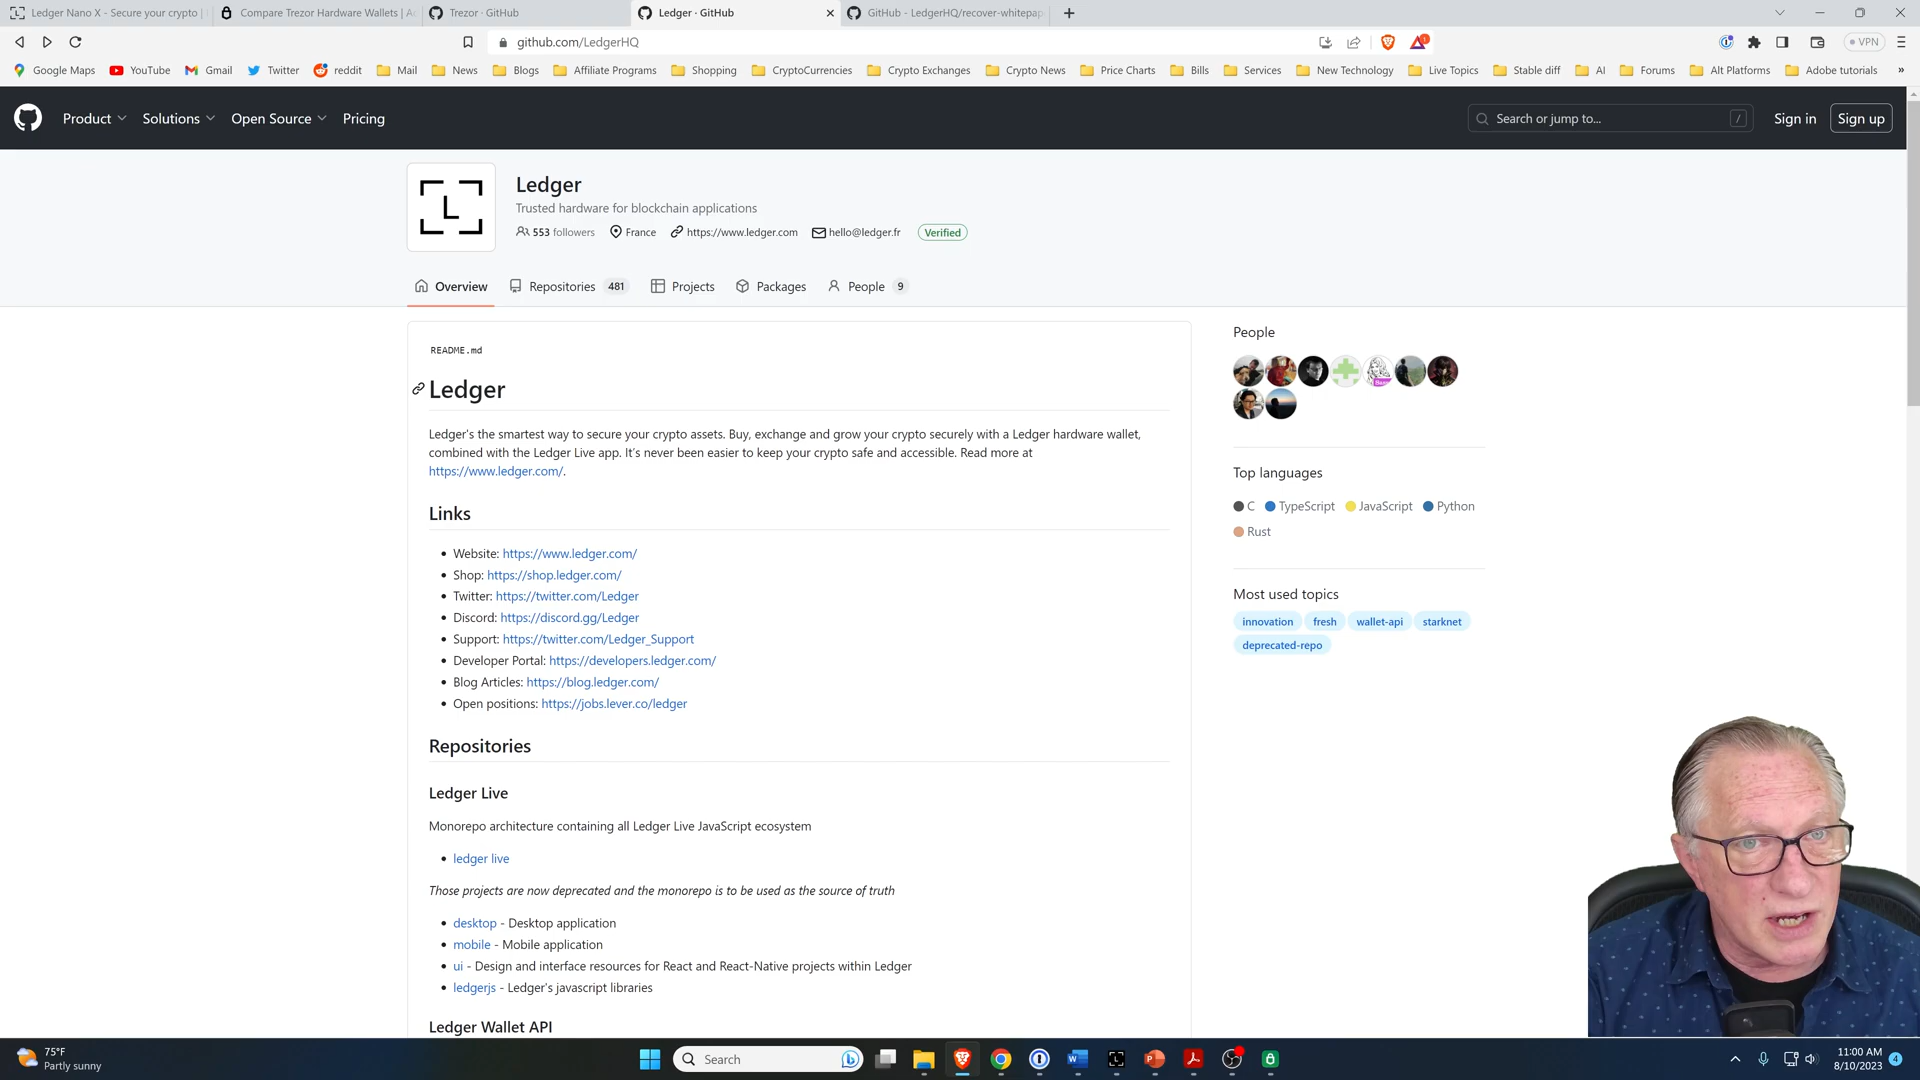 Ledger Nano X - Secure your crypto |
Compare Trezor Hardware Wallets |
Trezor · GitHub
Ledger · GitHub
GitHub - LedgerHQ/recover-whitepap
github.com/LedgerHQ
VPN
Google Maps
YouTube
Gmail
Twitter
reddit
Mail
News
Blogs
Affiliate Programs
Shopping
CryptoCurrencies
Crypto Exchanges
Crypto News
Price Charts
Bills
Services
New Technology
Live Topics
Stable diff
AI
Forums
Alt Platforms
Adobe tutorials
»
Product
Solutions
Open Source
Pricing
Search or jump to...
/
Sign in
Sign up
L
Ledger
Trusted hardware for blockchain applications
553 followers
France
https://www.ledger.com
hello@ledger.fr
Verified
Overview
Repositories 481
Projects
Packages
People 9
README.md
Ledger
Ledger's the smartest way to secure your crypto assets. Buy, exchange and grow your crypto securely with a Ledger hardware wallet,
combined with the Ledger Live app. It's never been easier to keep your crypto safe and accessible. Read more at
https://www.ledger.com/.
Links
• Website: https://www.ledger.com/
• Shop: https://shop.ledger.com/
• Twitter: https://twitter.com/Ledger
• Discord: https://discord.gg/Ledger
• Support: https://twitter.com/Ledger_Support
• Developer Portal: https://developers.ledger.com/
• Blog Articles: https://blog.ledger.com/
• Open positions: https://jobs.lever.co/ledger
Repositories
Ledger Live
Monorepo architecture containing all Ledger Live JavaScript ecosystem
• ledger live
Those projects are now deprecated and the monorepo is to be used as the source of truth
• desktop - Desktop application
• mobile - Mobile application
• ui - Design and interface resources for React and React-Native projects within Ledger
• ledgerjs - Ledger's javascript libraries
Ledger Wallet API
People
Top languages
C TypeScript JavaScript Python
Rust
Most used topics
innovation fresh wallet-api starknet
deprecated-repo
75°F
Partly sunny
Search
11:00 AM
8/10/2023
4